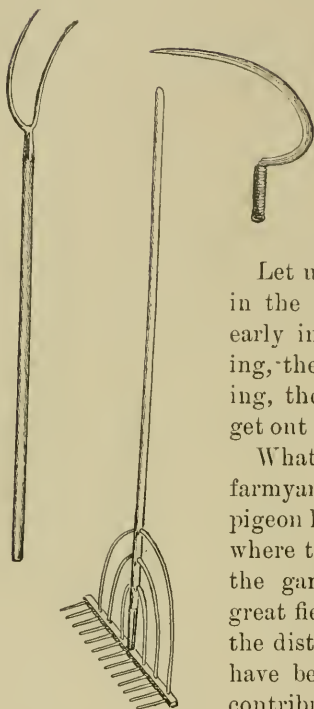 Let u
in the
early in
ing, the
ing, the
get out
What
farmyar
pigeon h
where t
the gar
great fie
the dist
have be
contribu